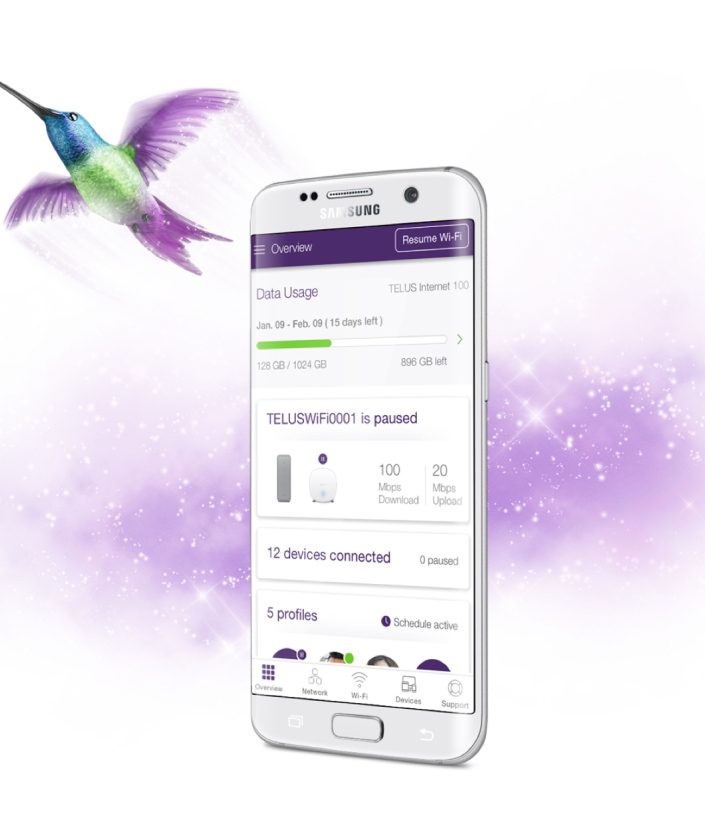 SAMSUNG
Overview
Resume Wi-Fi
Data Usage
TELUS Internet 100
Jan. 09 - Feb. 09 ( 15 days left )
128 GB / 1024 GB
896 GB left
TELUSWiFi0001 is paused
100
Mbps
Download
20
Mbps
Upload
12 devices connected
0 paused
5 profiles
Schedule active
Overview
Network
Wi-Fi
Devices
Support